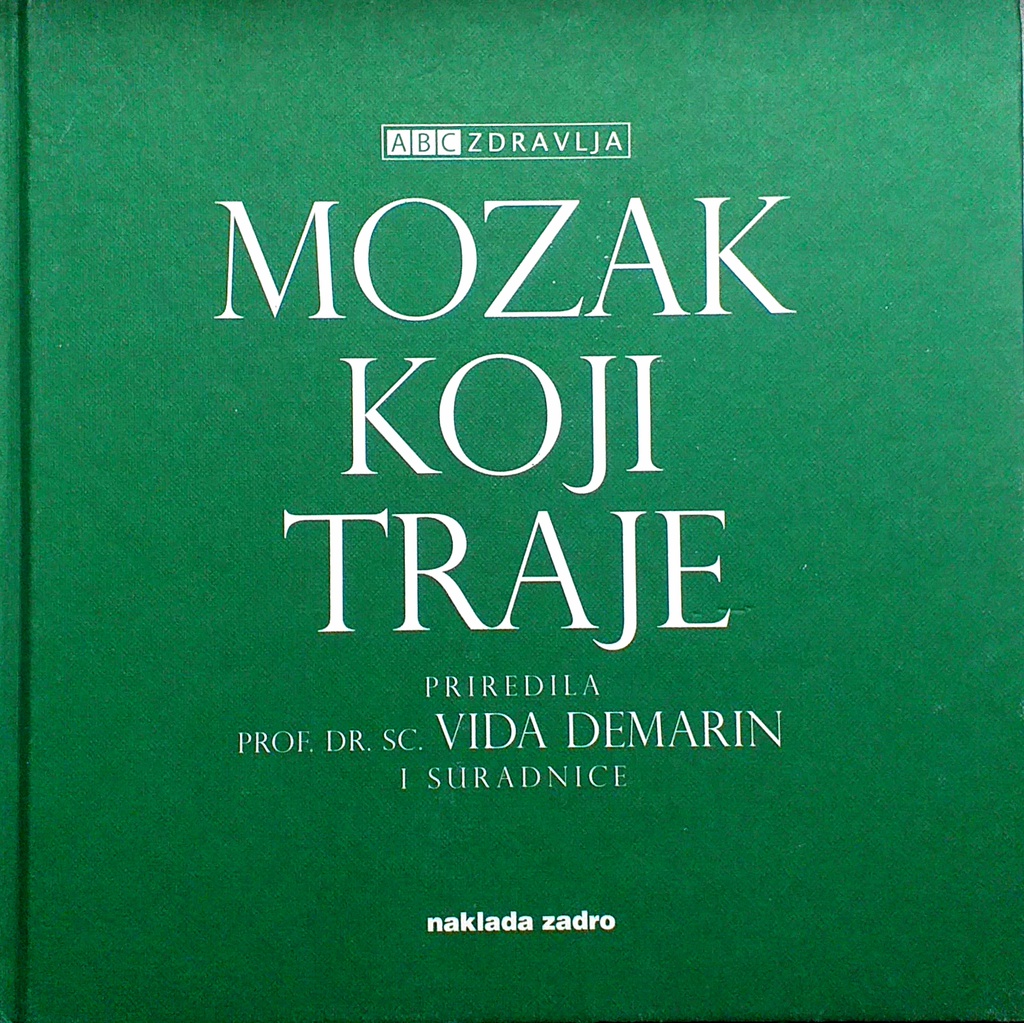 ABC ZDRAVLJA
MOZAK
KOJI
TRAJE
PRIREDILA
PROF. DR. SC. VIDA DEMARIN
I SURADNICE
naklada zadro